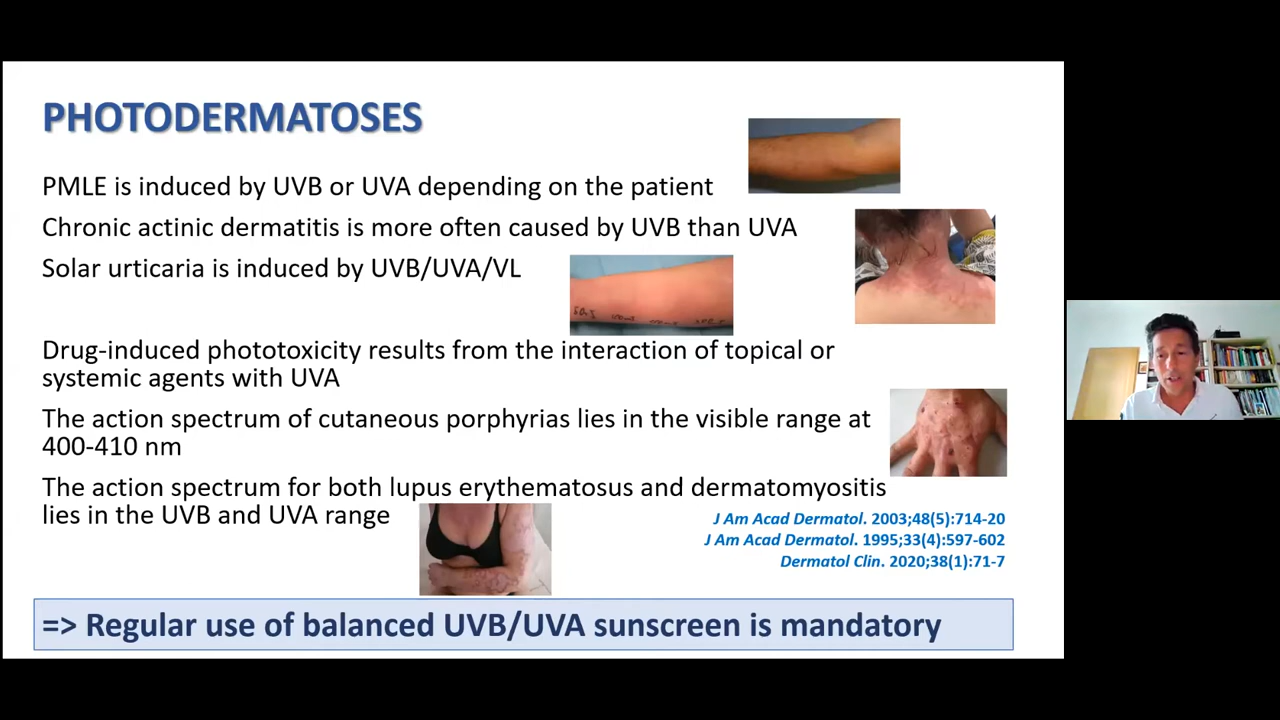 PHOTODERMATOSES
PMLE is induced by UVB or UVA depending on the patient
Chronic actinic dermatitis is more often caused by UVB than UVA
Solar urticaria is induced by UVB/UVA/VL
Drug-induced phototoxicity results from the interaction of topical or
systemic agents with UVA
The action spectrum of cutaneous porphyrias lies in the visible range at
400-410 nm
The action spectrum for both lupus erythematosus and dermatomyositis
lies in the UVB and UVA range
J Am Acad Dermatol. 2003;48(5):714-20
J Am Acad Dermatol. 1995;33(4):597-602
Dermatol Clin. 2020;38(1):71-7
=> Regular use of balanced UVB/UVA sunscreen is mandatory